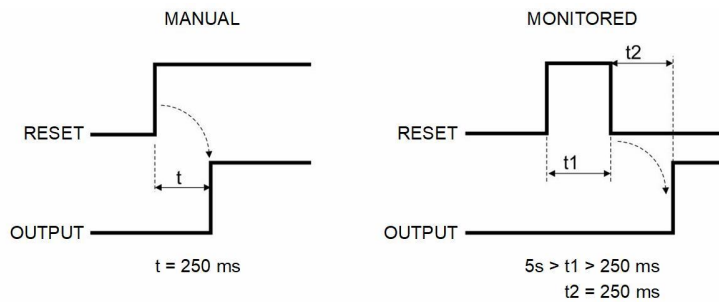 MANUAL
RESET
t
OUTPUT
t = 250 ms
MONITORED
t2
RESET
t1
OUTPUT
5s > t1 > 250 ms
t2 = 250 ms